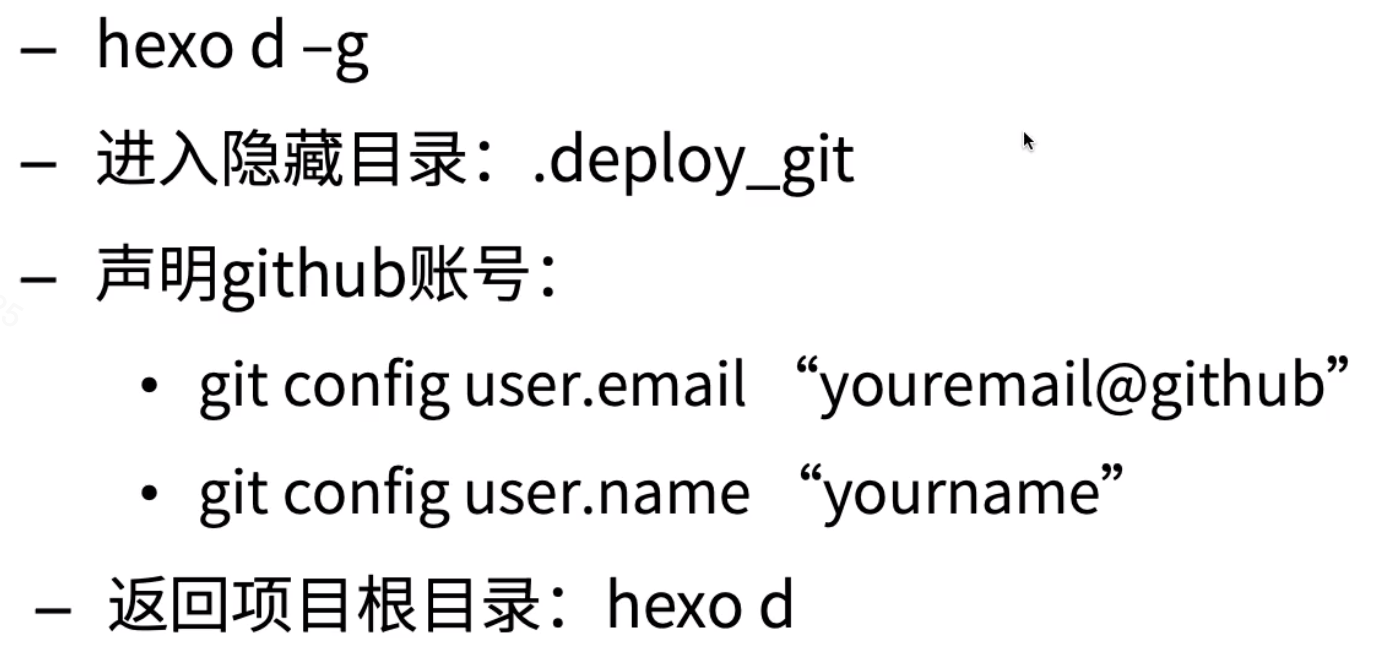 – hexo d –g
– 进入隐藏目录：.deploy_git
– 声明github账号：
• git config user.email “youremail@github”
• git config user.name “yourname”
– 返回项目根目录：hexo d